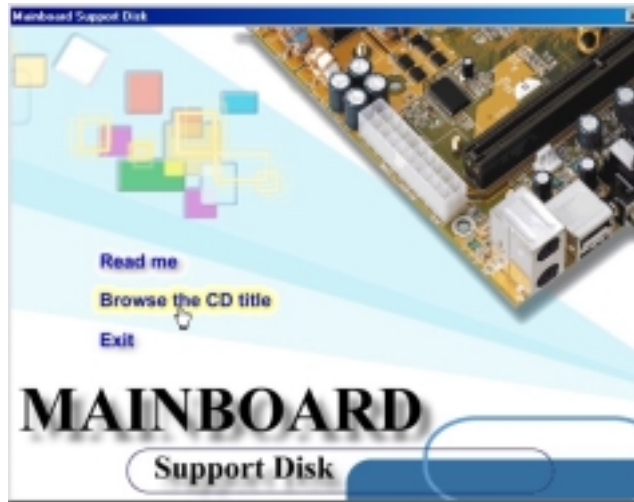 Mainboard Support Disk
Read me
Browse the CD title
Exit
MAINBOARD
Support Disk